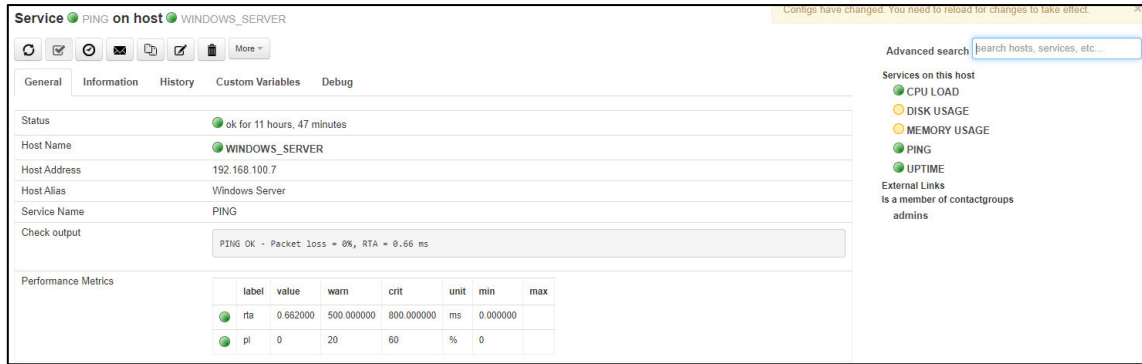 Service PING on host WINDOWS_SERVER
Configs have changed. You need to reload for changes to take effect.
More
Advanced search search hosts, services, etc...
General Information History Custom Variables Debug
Status ok for 11 hours, 47 minutes
Host Name WINDOWS_SERVER
Host Address 192.168.100.7
Host Alias Windows Server
Service Name PING
Check output PING OK - Packet loss = 0%, RTA = 0.66 ms
Performance Metrics
label value warn crit unit min max
rta 0.662000 500.000000 800.000000 ms 0.000000
pl 0 20 60 % 0
Services on this host
CPU LOAD
DISK USAGE
MEMORY USAGE
PING
UPTIME
External Links
Is a member of contactgroups
admins